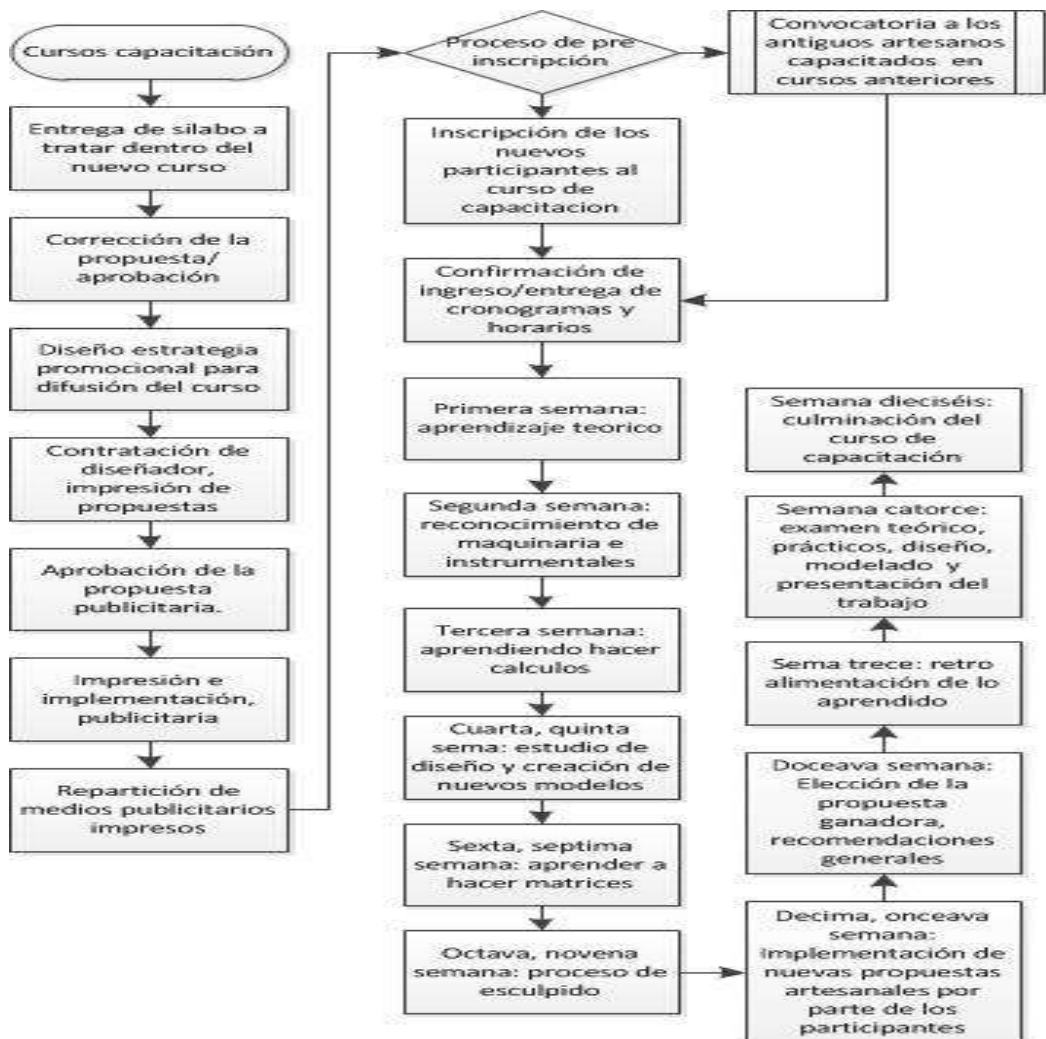 Cursos capacitación
Entrega de silabo a
tratar dentro del
nuevo curso
Corrección de la
propuesta/
aprobación
Diseño estrategia
promocional para
difusión del curso
Contratación de
diseñador,
impresión de
propuestas
Aprobación de la
propuesta
publicitaria.
Impresión e
implementación,
publicitaria
Repartición de
medios publicitarios
impresos
Proceso de pre
inscripción
Convocatoria a los
antiguos artesanos
capacitados en
cursos anteriores
Inscripción de los
nuevos
participantes al
curso de
capacitacion
Confirmación de
ingreso/entrega de
cronogramas y
horarios
Primera semana:
aprendizaje teorico
Segunda semana:
reconocimiento de
maquinaria e
instrumentales
Tercera semana:
aprendiendo hacer
calculos
Cuarta, quinta
sema: estudio de
diseño y creación de
nuevos modelos
Sexta, septima
semana: aprender a
hacer matrices
Octava, novena
semana: proceso de
esculpido
Decima, onceava
semana:
implementación de
nuevas propuestas
artesanales por
parte de los
participantes
Doceava semana:
Elección de la
propuesta
ganadora,
recomendaciones
generales
Sema trece: retro
alimentación de lo
aprendido
Semana catorce:
examen teórico,
prácticos, diseño,
modelado y
presentación del
trabajo
Semana dieciséis:
culminación del
curso de
capacitación